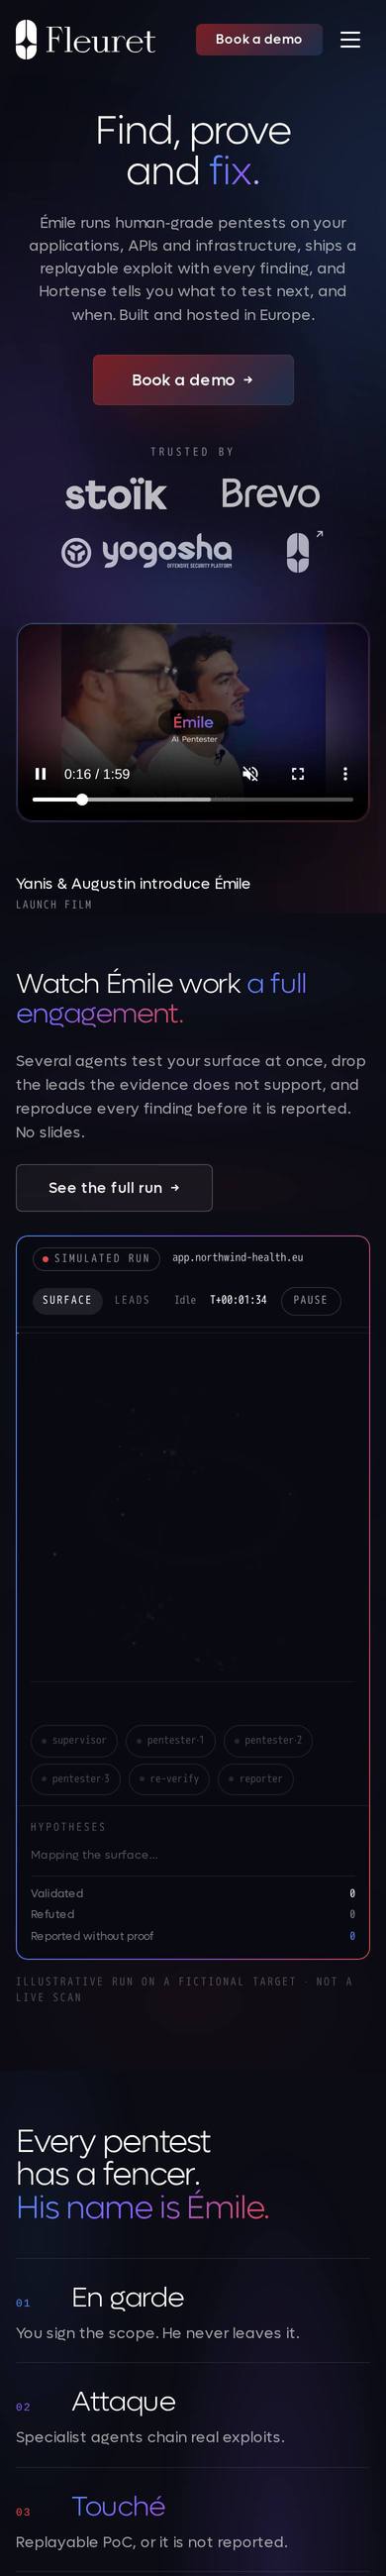 Fleuret
Book a demo
Find, prove
and fix.
Émile runs human-grade pentests on your
applications, APIs and infrastructure, ships a
replayable exploit with every finding, and
Hortense tells you what to test next, and
when. Built and hosted in Europe.
Book a demo →
TRUSTED BY
stoïk
Brevo
yogosha
OFFENSIVE SECURITY PLATFORM
Émile
AI Pentester
0:16 / 1:59
Yanis & Augustin introduce Émile
LAUNCH FILM
Watch Émile work a full
engagement.
Several agents test your surface at once, drop
the leads the evidence does not support, and
reproduce every finding before it is reported.
No slides.
See the full run →
SIMULATED RUN app.northwind-health.eu
SURFACE LEADS Idle T+00:01:34 PAUSE
supervisor pentester·1 pentester·2
pentester·3 re-verify reporter
HYPOTHESES
Mapping the surface…
Validated 0
Refuted 0
Reported without proof 0
ILLUSTRATIVE RUN ON A FICTIONAL TARGET · NOT A
LIVE SCAN
Every pentest
has a fencer.
His name is Émile.
01 En garde
You sign the scope. He never leaves it.
02 Attaque
Specialist agents chain real exploits.
03 Touché
Replayable PoC, or it is not reported.